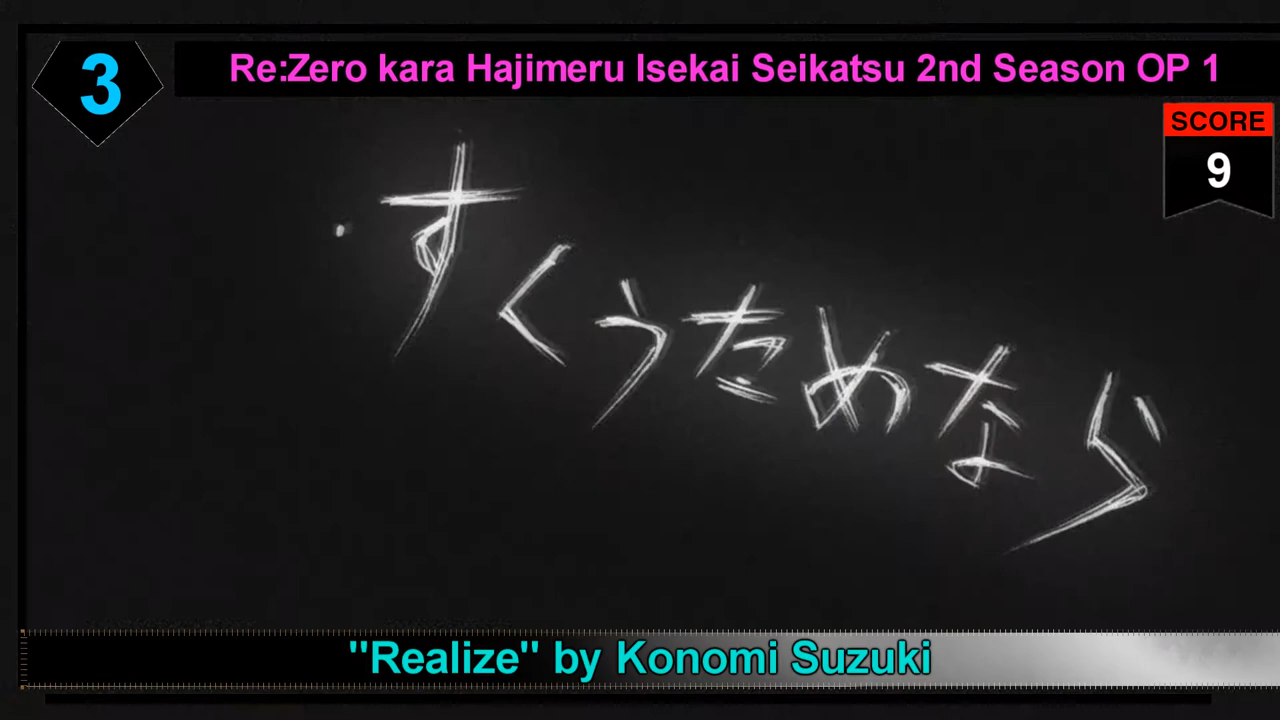 3
Re:Zero kara Hajimeru Isekai Seikatsu 2nd Season OP 1
SCORE
9
すくうためなら
"Realize" by Konomi Suzuki